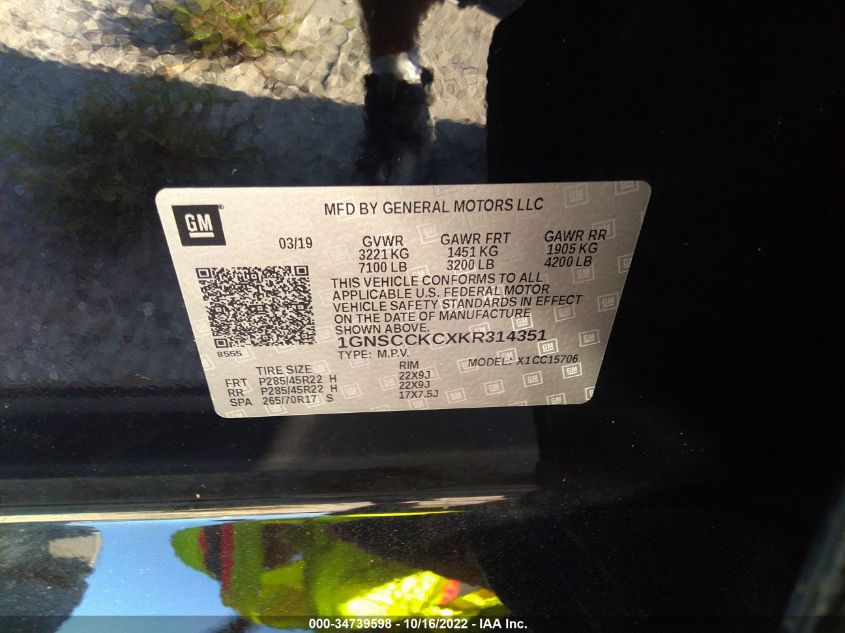 GM
MFD BY GENERAL MOTORS LLC
03/19 GVWR GAWR FRT GAWR RR
3221 KG 1451 KG 1905 KG
7100 LB 3200 LB 4200 LB
THIS VEHICLE CONFORMS TO ALL
APPLICABLE U.S. FEDERAL MOTOR
VEHICLE SAFETY STANDARDS IN EFFECT
ON THE DATE OF MANUFACTURE
SHOWN ABOVE.
1GNSCCKCXKR314351
8555
TYPE: M.P.V. MODEL: X1CC15706
TIRE SIZE RIM
FRT P285/45R22 H 22X9J
RR P285/45R22 H 22X9J
SPA 265/70R17 S 17X7.5J
000-34739598 - 10/16/2022 - IAA Inc.